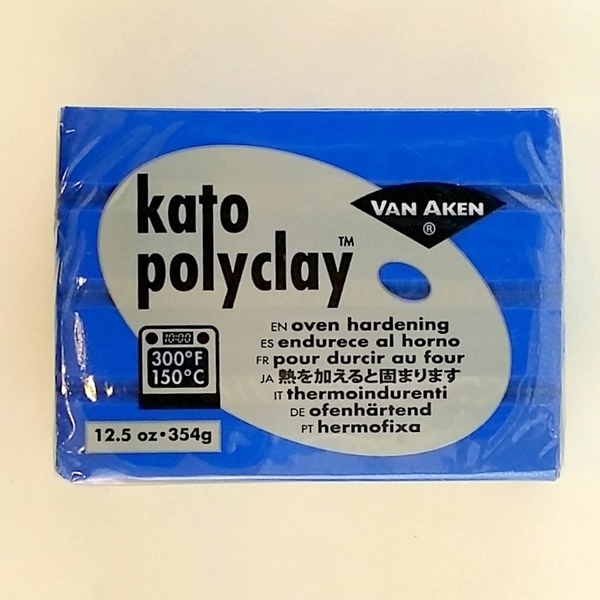 kato
polyclay™
VAN AKEN
®
EN oven hardening
ES endurece al horno
FR pour durcir au four
JA 熱を加えると固まります
IT thermoindurenti
DE ofenhärtend
PT hermofixa
10:00
300°F
150°C
12.5 oz•354g